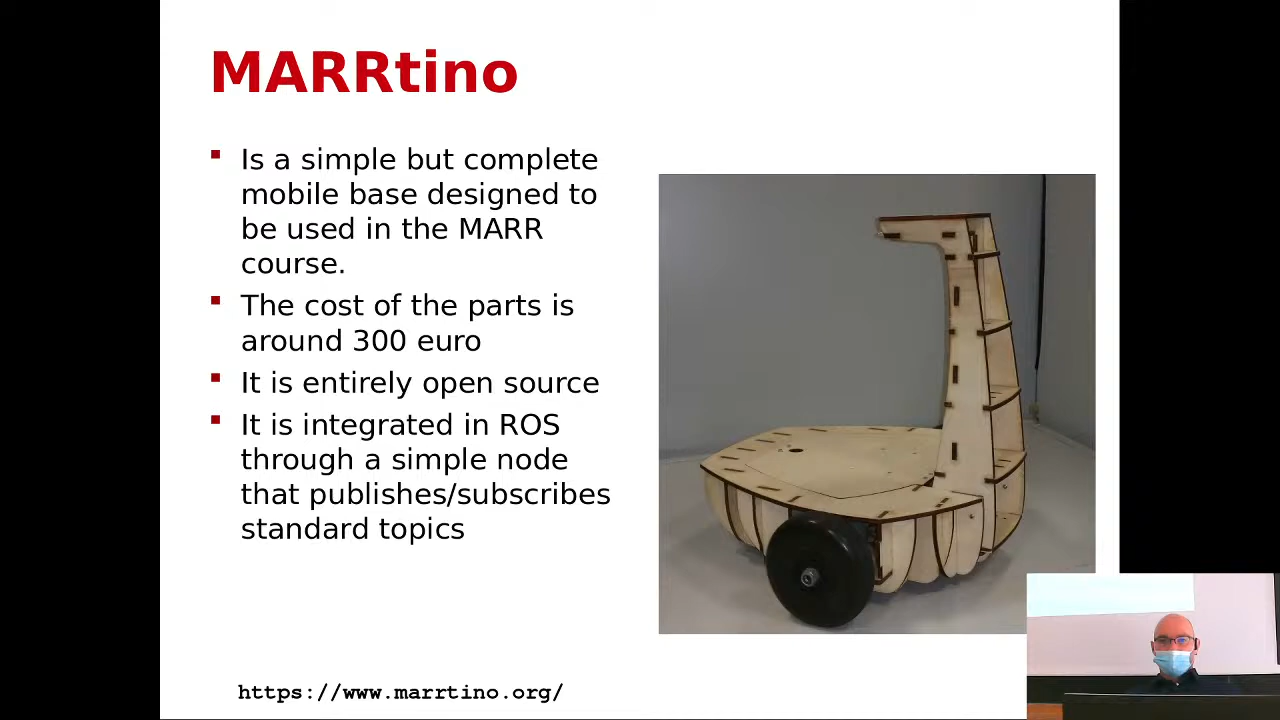 MARRtino
Is a simple but complete
mobile base designed to
be used in the MARR
course.
The cost of the parts is
around 300 euro
It is entirely open source
It is integrated in ROS
through a simple node
that publishes/subscribes
standard topics
https://www.marrtino.org/